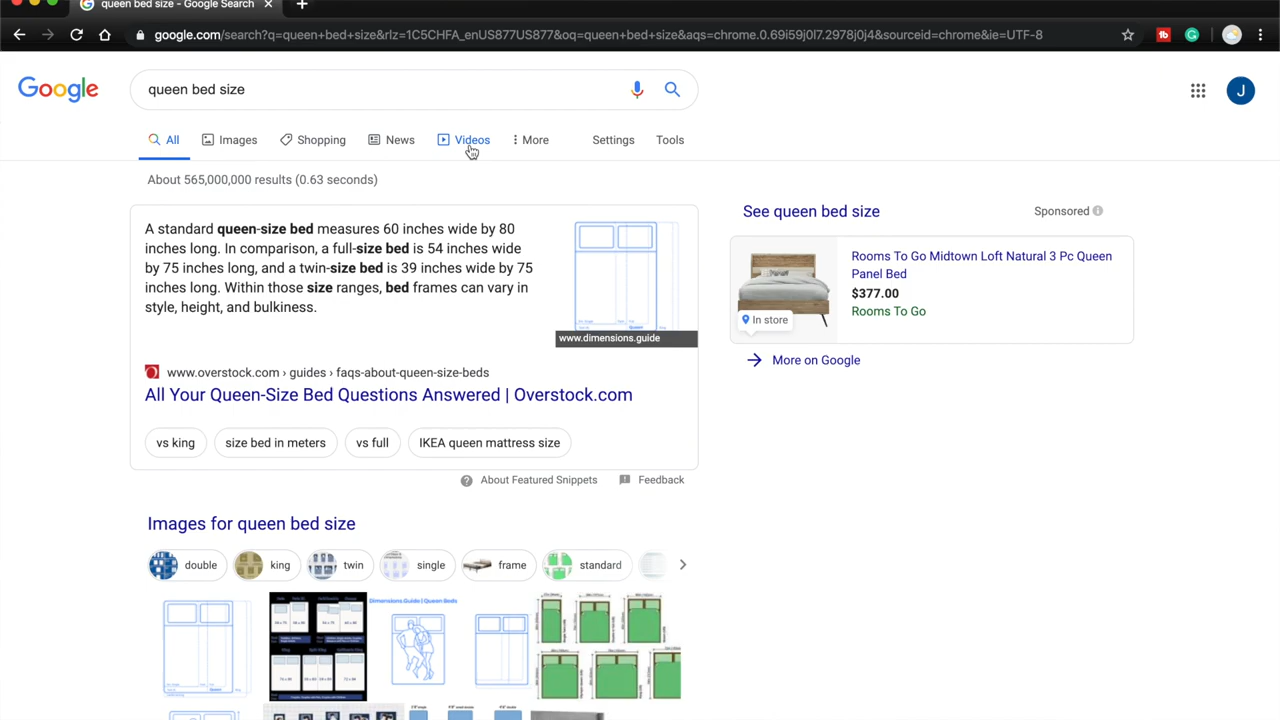 queen bed size - Google Search
google.com/search?q=queen+bed+size&rlz=1C5CHFA_enUS877US877&oq=queen+bed+size&aqs=chrome.0.69i59j0l7.2978j0j4&sourceid=chrome&ie=UTF-8
Google
queen bed size
J
All
Images
Shopping
News
Videos
More
Settings
Tools
About 565,000,000 results (0.63 seconds)
A standard queen-size bed measures 60 inches wide by 80
inches long. In comparison, a full-size bed is 54 inches wide
by 75 inches long, and a twin-size bed is 39 inches wide by 75
inches long. Within those size ranges, bed frames can vary in
style, height, and bulkiness.
Queen
www.dimensions.guide
www.overstock.com › guides › faqs-about-queen-size-beds
All Your Queen-Size Bed Questions Answered | Overstock.com
vs king
size bed in meters
vs full
IKEA queen mattress size
About Featured Snippets
Feedback
See queen bed size
Sponsored
Rooms To Go Midtown Loft Natural 3 Pc Queen
Panel Bed
$377.00
Rooms To Go
In store
More on Google
Images for queen bed size
double
king
twin
single
frame
standard
Dimensions.Guide | Queen Beds
Queen